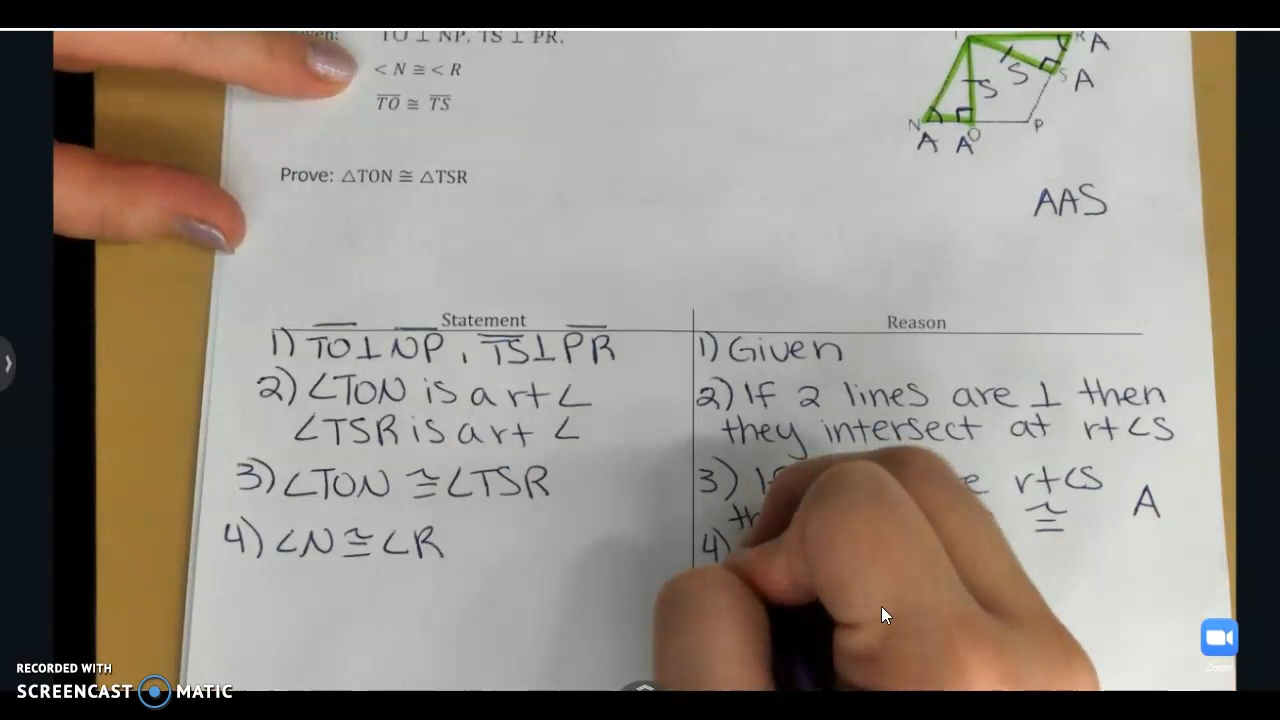 TO ⊥ NP, TS ⊥ PR,
< N ≅ < R
TO ≅ TS
Prove: △TON ≅ △TSR
A
S
S
S
A
N
O
P
A
A
AAS
Statement
Reason
1) TO ⊥ NP, TS ⊥ PR
1) Given
2) ∠TON is a rt ∠
∠TSR is a rt ∠
2) If 2 lines are ⊥ then
they intersect at rt ∠S
3) ∠TON ≅ ∠TSR
3)
rt ∠S
≅
A
4) ∠N ≅ ∠R
4)
RECORDED WITH
SCREENCAST MATIC
Zoom